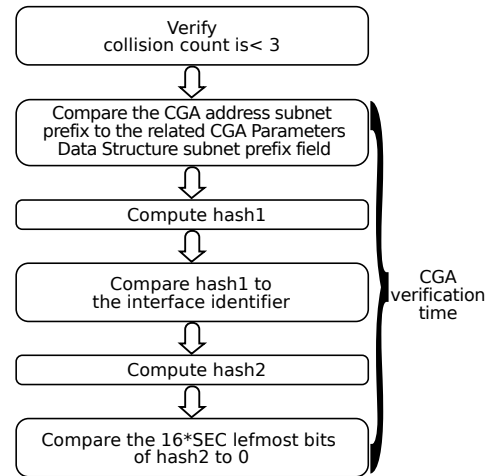 Verify
collision count is< 3
Compare the CGA address subnet
prefix to the related CGA Parameters
Data Structure subnet prefix field
Compute hash1
Compare hash1 to
the interface identifier
Compute hash2
Compare the 16*SEC lefmost bits
of hash2 to 0
CGA
verification
time